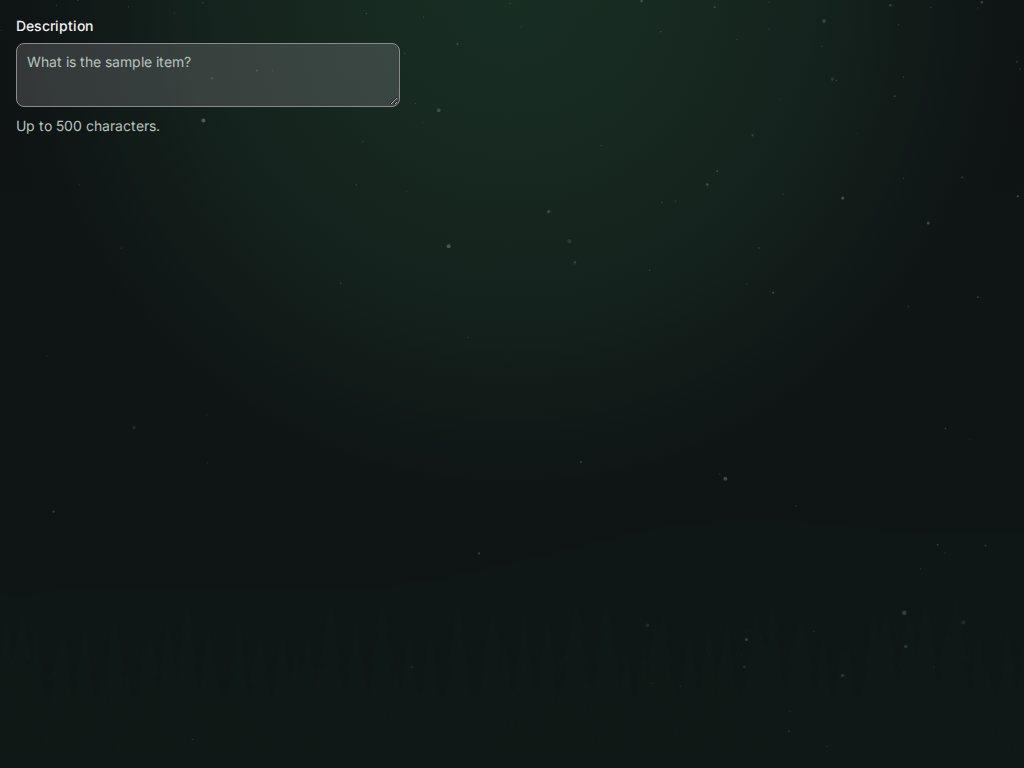 Description
What is the sample item?
Up to 500 characters.